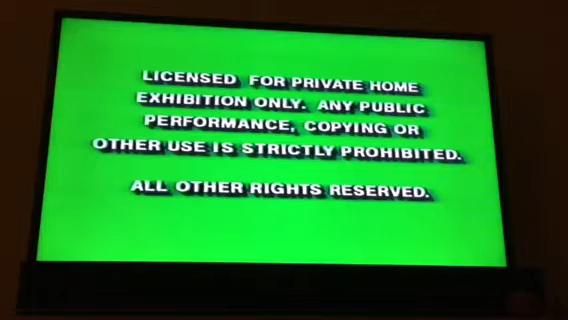 LICENSED FOR PRIVATE HOME
EXHIBITION ONLY. ANY PUBLIC
PERFORMANCE, COPYING OR
OTHER USE IS STRICTLY PROHIBITED.
ALL OTHER RIGHTS RESERVED.